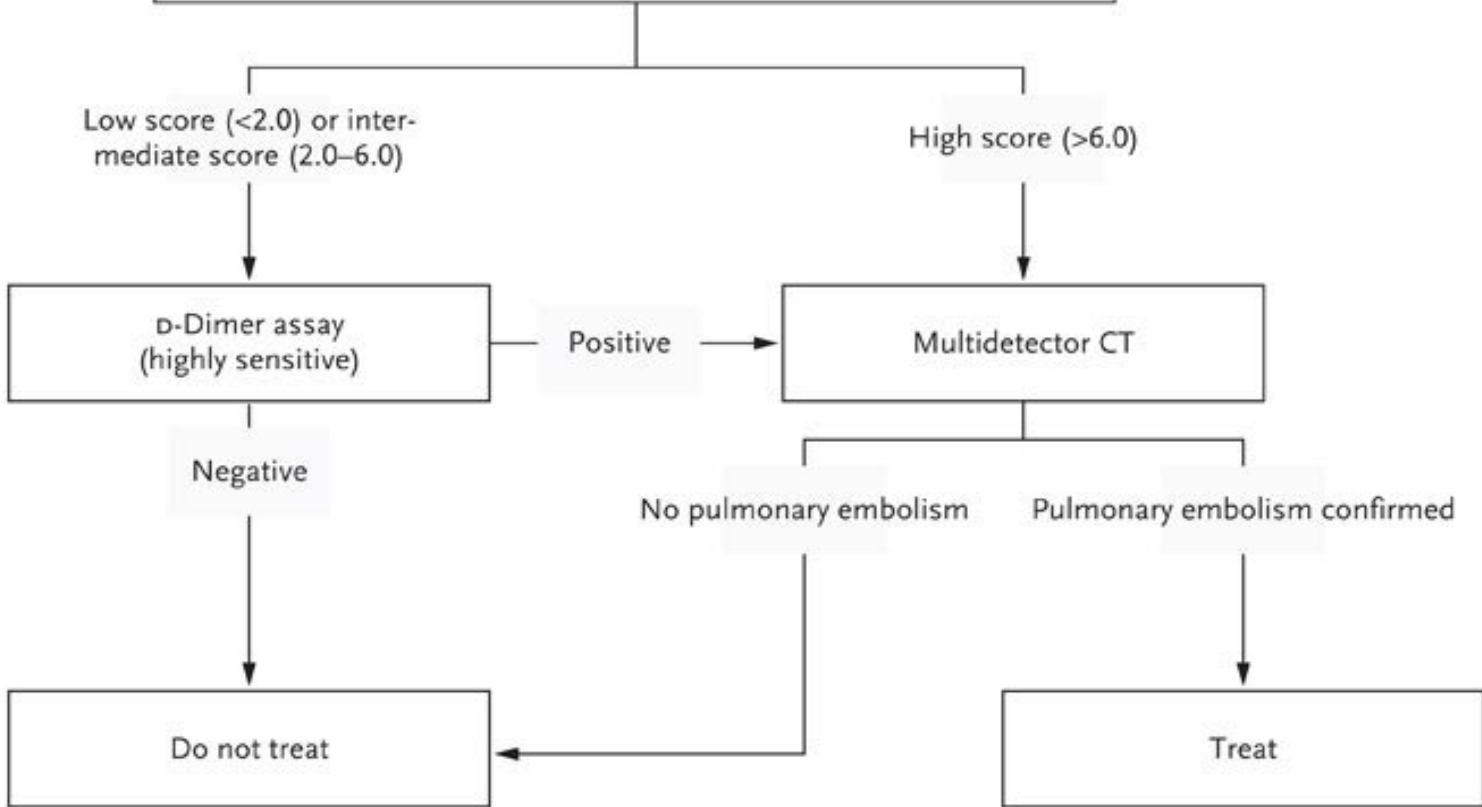 Low score (<2.0) or inter-
mediate score (2.0–6.0)
High score (>6.0)
D-Dimer assay
(highly sensitive)
Positive
Multidetector CT
Negative
No pulmonary embolism
Pulmonary embolism confirmed
Do not treat
Treat